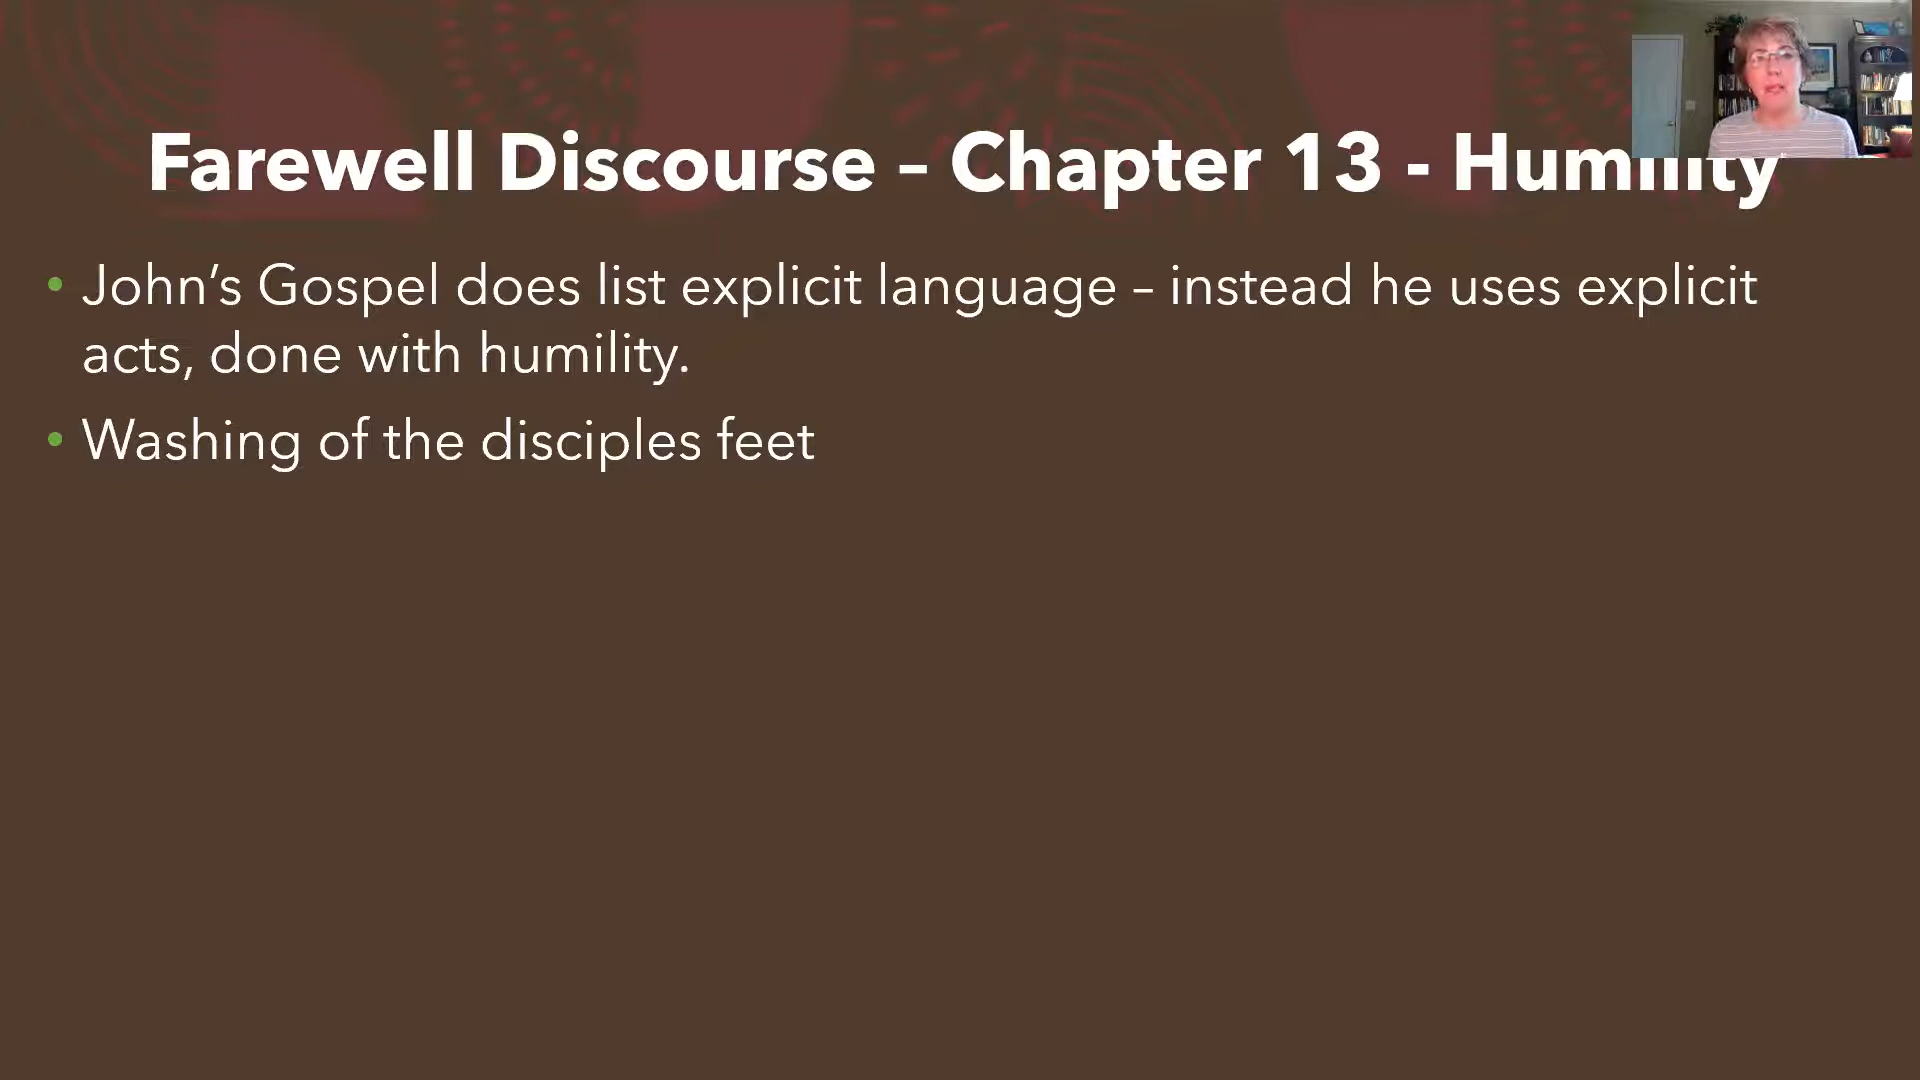 Farewell Discourse – Chapter 13 - Humility
• John’s Gospel does list explicit language – instead he uses explicit
acts, done with humility.
• Washing of the disciples feet